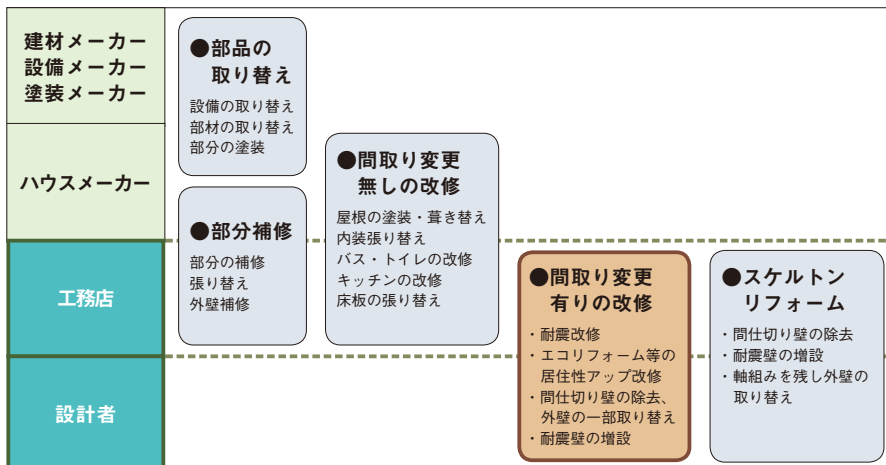 建材メーカー
設備メーカー
塗装メーカー
ハウスメーカー
工務店
設計者
●部品の
取り替え
設備の取り替え
部材の取替え
部分の塗装
●部分補修
部分の補修
張り替え
外壁補修
●間取り変更
無しの改修
屋根の塗装・葺き替え
内装張り替え
バス・トイレの改修
キッチンの改修
床板の張り替え
●間取り変更
有りの改修
・耐震改修
・エコリフォーム等の
居住性アップ改修
・間仕切り壁の除去、
外壁の一部取り替え
・耐震壁の増設
●スケルトン
リフォーム
・間仕切り壁の除去
・耐震壁の増設
・軸組みを残し外壁の
取り替え